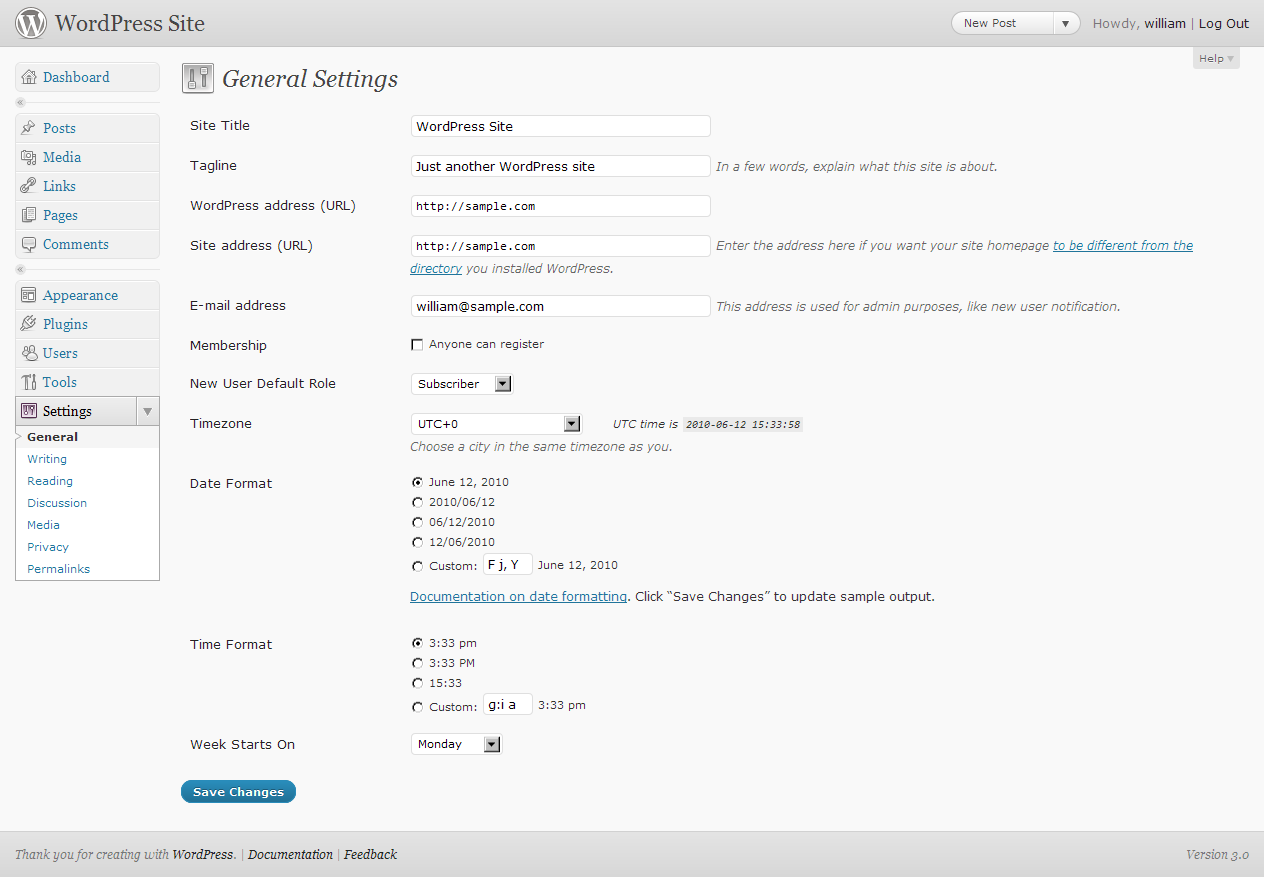 WordPress Site
New Post
Howdy, william | Log Out
Help
Dashboard
Posts
Media
Links
Pages
Comments
Appearance
Plugins
Users
Tools
Settings
General
Writing
Reading
Discussion
Media
Privacy
Permalinks
General Settings
Site Title WordPress Site
Tagline Just another WordPress site In a few words, explain what this site is about.
WordPress address (URL) http://sample.com
Site address (URL) http://sample.com Enter the address here if you want your site homepage to be different from the
directory you installed WordPress.
E-mail address william@sample.com This address is used for admin purposes, like new user notification.
Membership Anyone can register
New User Default Role Subscriber
Timezone UTC+0 UTC time is 2010-06-12 15:33:58
Choose a city in the same timezone as you.
Date Format June 12, 2010
2010/06/12
06/12/2010
12/06/2010
Custom: F j, Y June 12, 2010
Documentation on date formatting. Click “Save Changes” to update sample output.
Time Format 3:33 pm
3:33 PM
15:33
Custom: g:i a 3:33 pm
Week Starts On Monday
Save Changes
Thank you for creating with WordPress. | Documentation | Feedback
Version 3.0